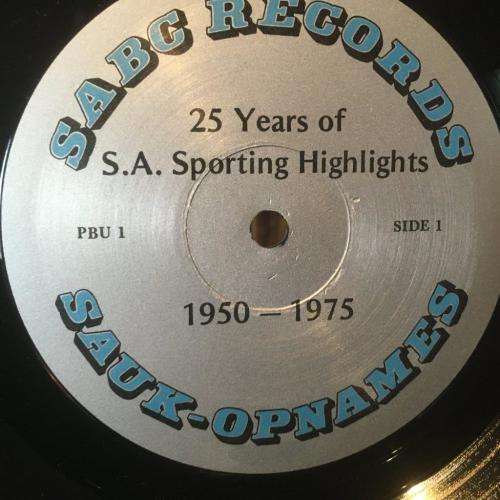 SABC RECORDS
25 Years of
S.A. Sporting Highlights
PBU 1
SIDE 1
1950 – 1975
SAUK-OPNAMES